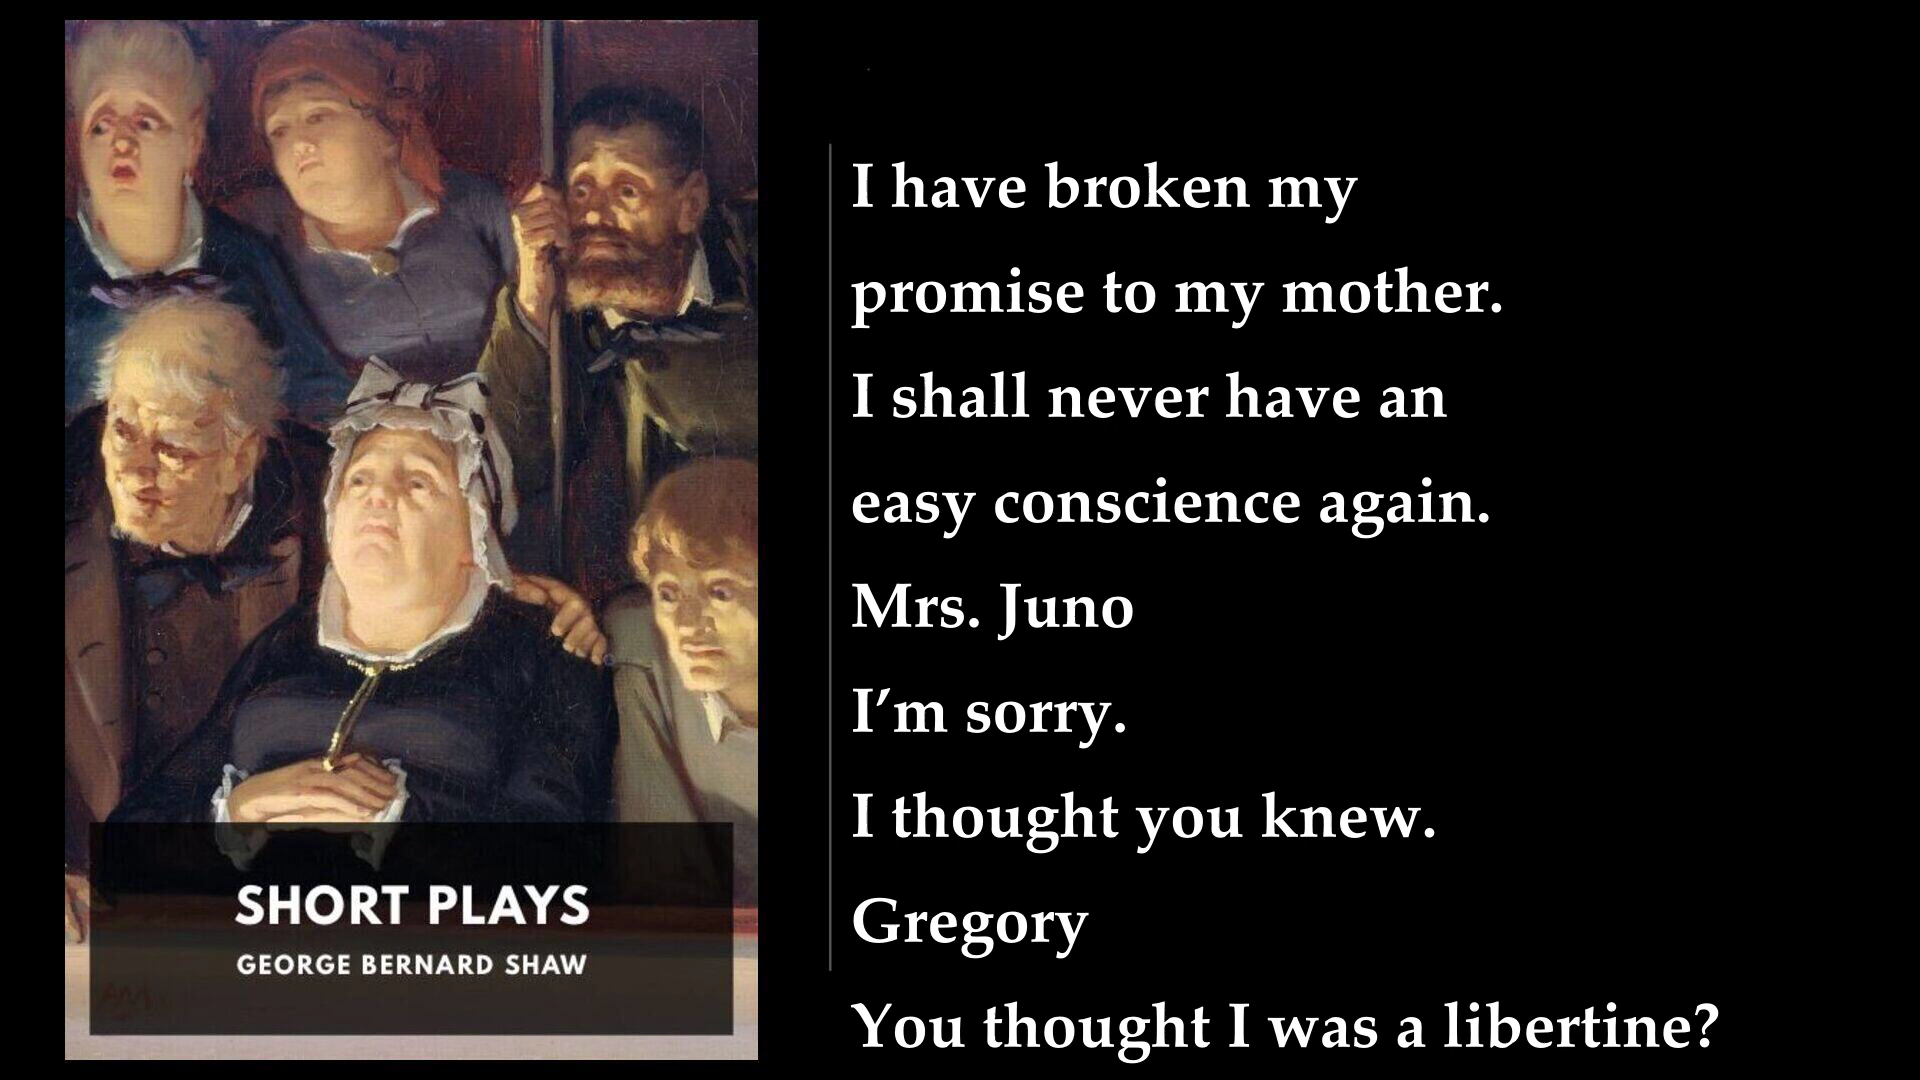 I have broken my
promise to my mother.
I shall never have an
easy conscience again.
Mrs. Juno
I’m sorry.
I thought you knew.
Gregory
You thought I was a libertine?
SHORT PLAYS
GEORGE BERNARD SHAW